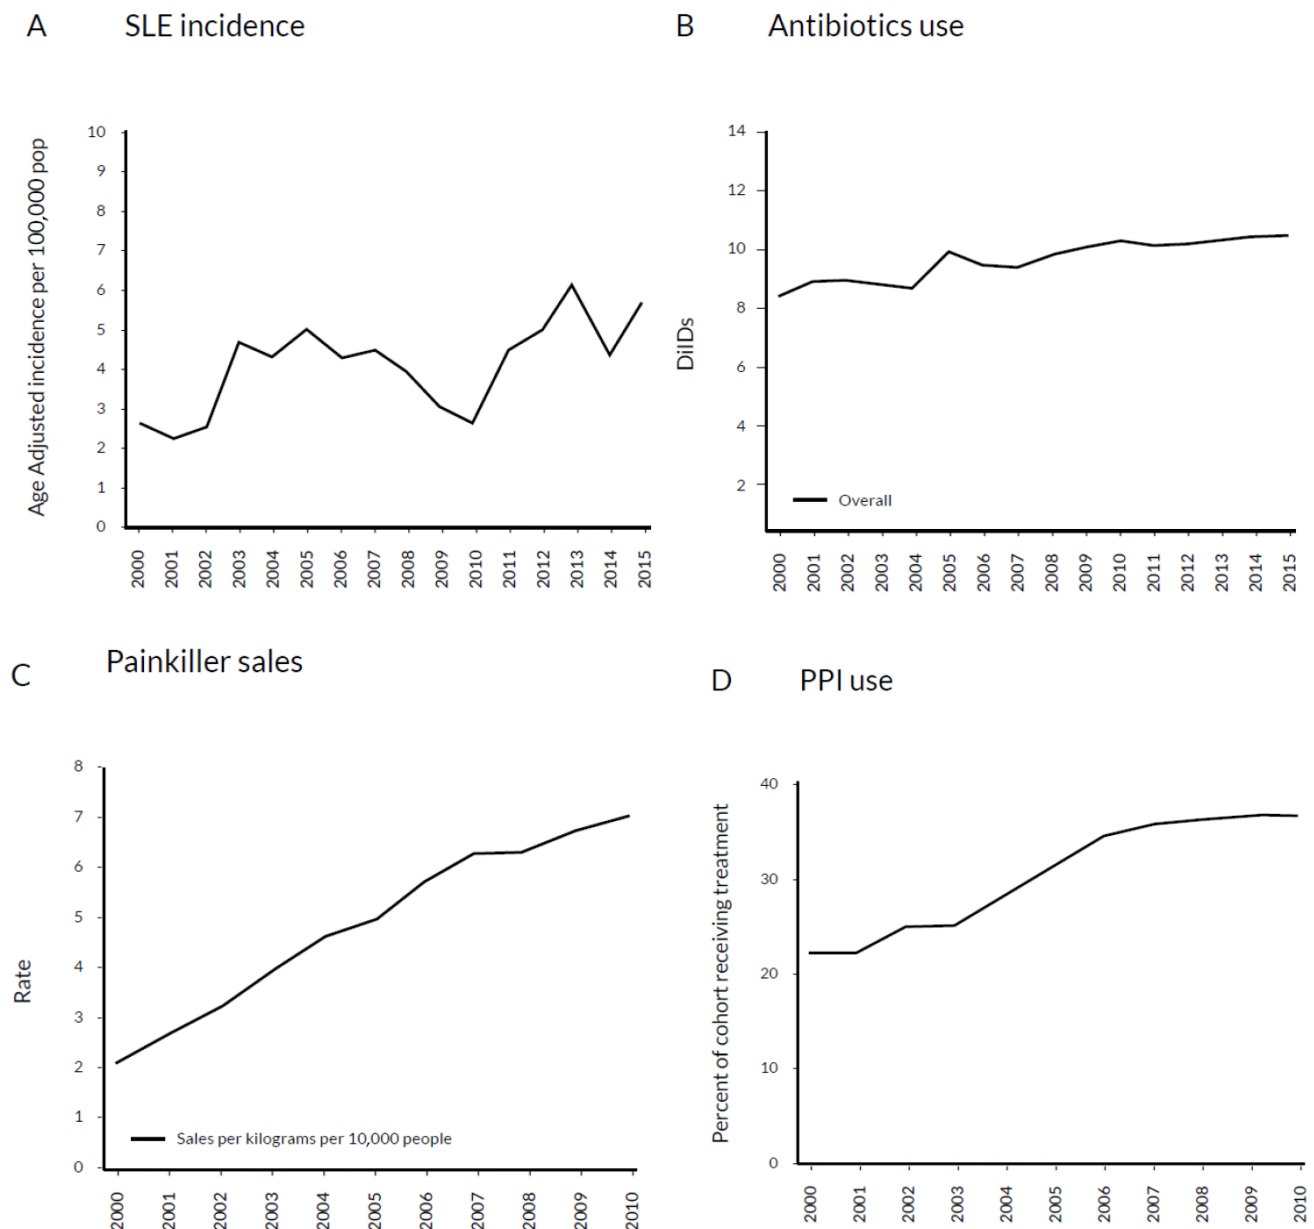 A SLE incidence
Age Adjusted incidence per 100,000 pop
10
9
8
7
6
5
4
3
2
1
0
2000 2001 2002 2003 2004 2005 2006 2007 2008 2009 2010 2011 2012 2013 2014 2015
B Antibiotics use
DiIDs
14
12
10
8
6
4
2
Overall
2000 2001 2002 2003 2004 2005 2006 2007 2008 2009 2010 2011 2012 2013 2014 2015
C Painkiller sales
Rate
8
7
6
5
4
3
2
1
0
Sales per kilograms per 10,000 people
2000 2001 2002 2003 2004 2005 2006 2007 2008 2009 2010
D PPI use
Percent of cohort receiving treatment
40
30
20
10
0
2000 2001 2002 2003 2004 2005 2006 2007 2008 2009 2010